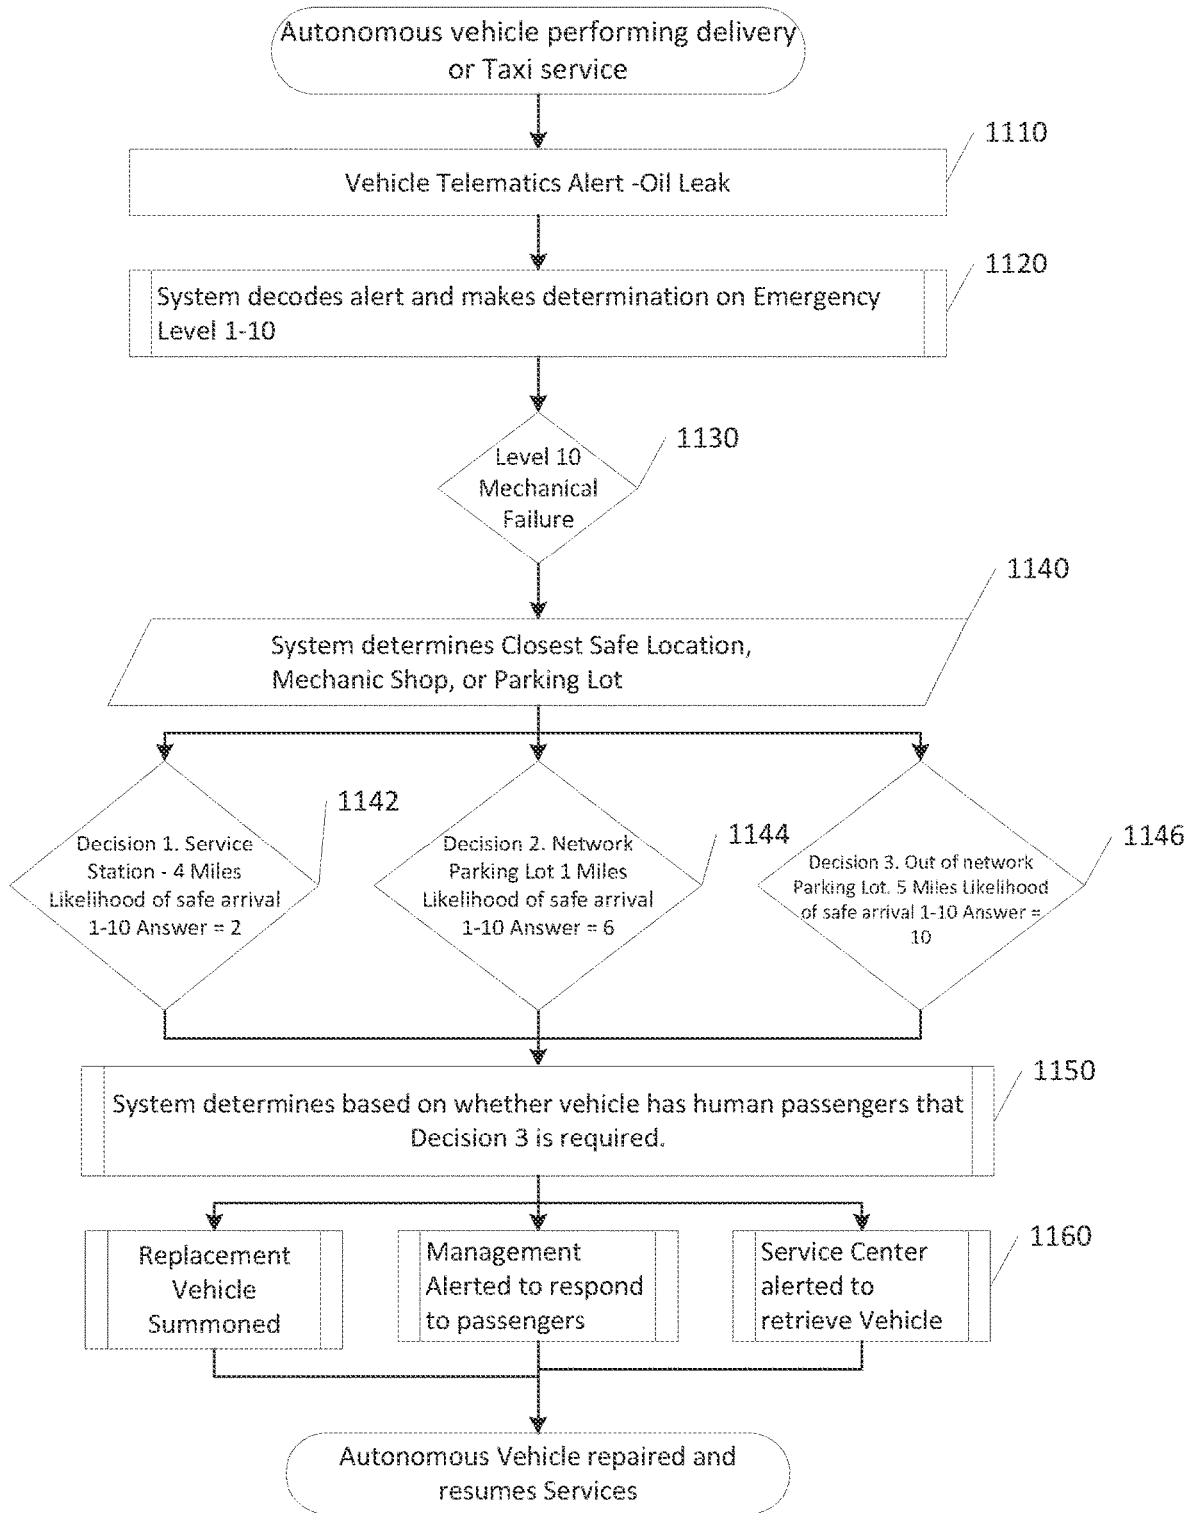 Autonomous vehicle performing delivery
or Taxi service
1110
Vehicle Telematics Alert -Oil Leak
1120
System decodes alert and makes determination on Emergency
Level 1-10
1130
Level 10
Mechanical
Failure
1140
System determines Closest Safe Location,
Mechanic Shop, or Parking Lot
1142
Decision 1. Service
Station - 4 Miles
Likelihood of safe arrival
1-10 Answer = 2
1144
Decision 2. Network
Parking Lot 1 Miles
Likelihood of safe arrival
1-10 Answer = 6
1146
Decision 3. Out of network
Parking Lot. 5 Miles Likelihood
of safe arrival 1-10 Answer =
10
1150
System determines based on whether vehicle has human passengers that
Decision 3 is required.
Replacement
Vehicle
Summoned
Management
Alerted to respond
to passengers
1160
Service Center
alerted to
retrieve Vehicle
Autonomous Vehicle repaired and
resumes Services